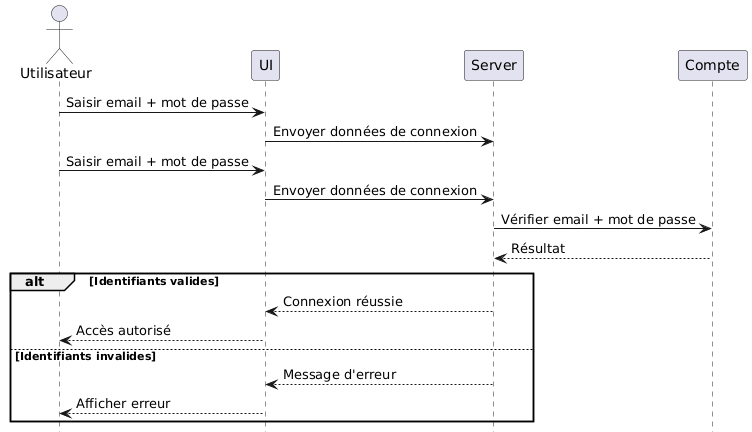 Utilisateur
UI
Server
Compte
Saisir email + mot de passe
Envoyer données de connexion
Saisir email + mot de passe
Envoyer données de connexion
Vérifier email + mot de passe
Résultat
alt [Identifiants valides]
Connexion réussie
Accès autorisé
[Identifiants invalides]
Message d'erreur
Afficher erreur